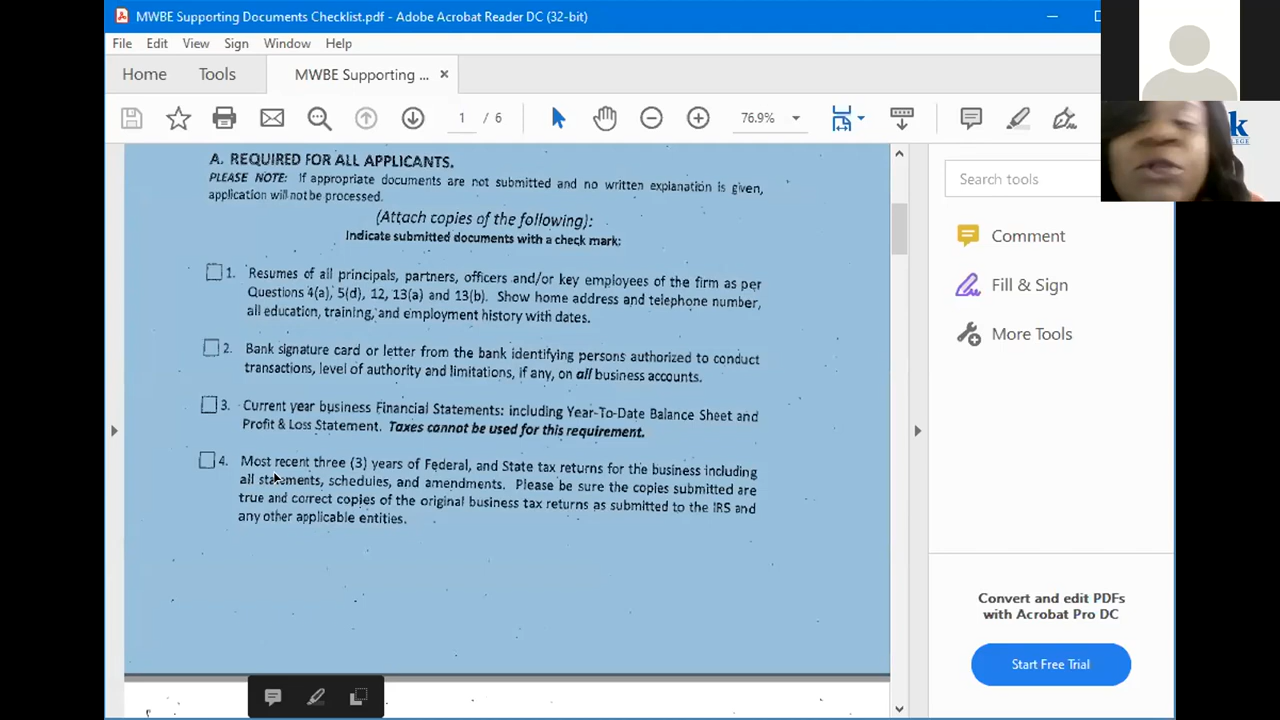 MWBE Supporting Documents Checklist.pdf - Adobe Acrobat Reader DC (32-bit)
File Edit View Sign Window Help
Home Tools MWBE Supporting ... ×
1 / 6 76.9%
A. REQUIRED FOR ALL APPLICANTS.
PLEASE NOTE: If appropriate documents are not submitted and no written explanation is given,
application will not be processed.
(Attach copies of the following):
Indicate submitted documents with a check mark:
1. Resumes of all principals, partners, officers and/or key employees of the firm as per
Questions 4(a), 5(d), 12, 13(a) and 13(b). Show home address and telephone number,
all education, training, and employment history with dates.
2. Bank signature card or letter from the bank identifying persons authorized to conduct
transactions, level of authority and limitations, if any, on all business accounts.
3. Current year business Financial Statements: including Year-To-Date Balance Sheet and
Profit & Loss Statement. Taxes cannot be used for this requirement.
4. Most recent three (3) years of Federal, and State tax returns for the business including
all statements, schedules, and amendments. Please be sure the copies submitted are
true and correct copies of the original business tax returns as submitted to the IRS and
any other applicable entities.
Search tools
Comment
Fill & Sign
More Tools
Convert and edit PDFs
with Acrobat Pro DC
Start Free Trial